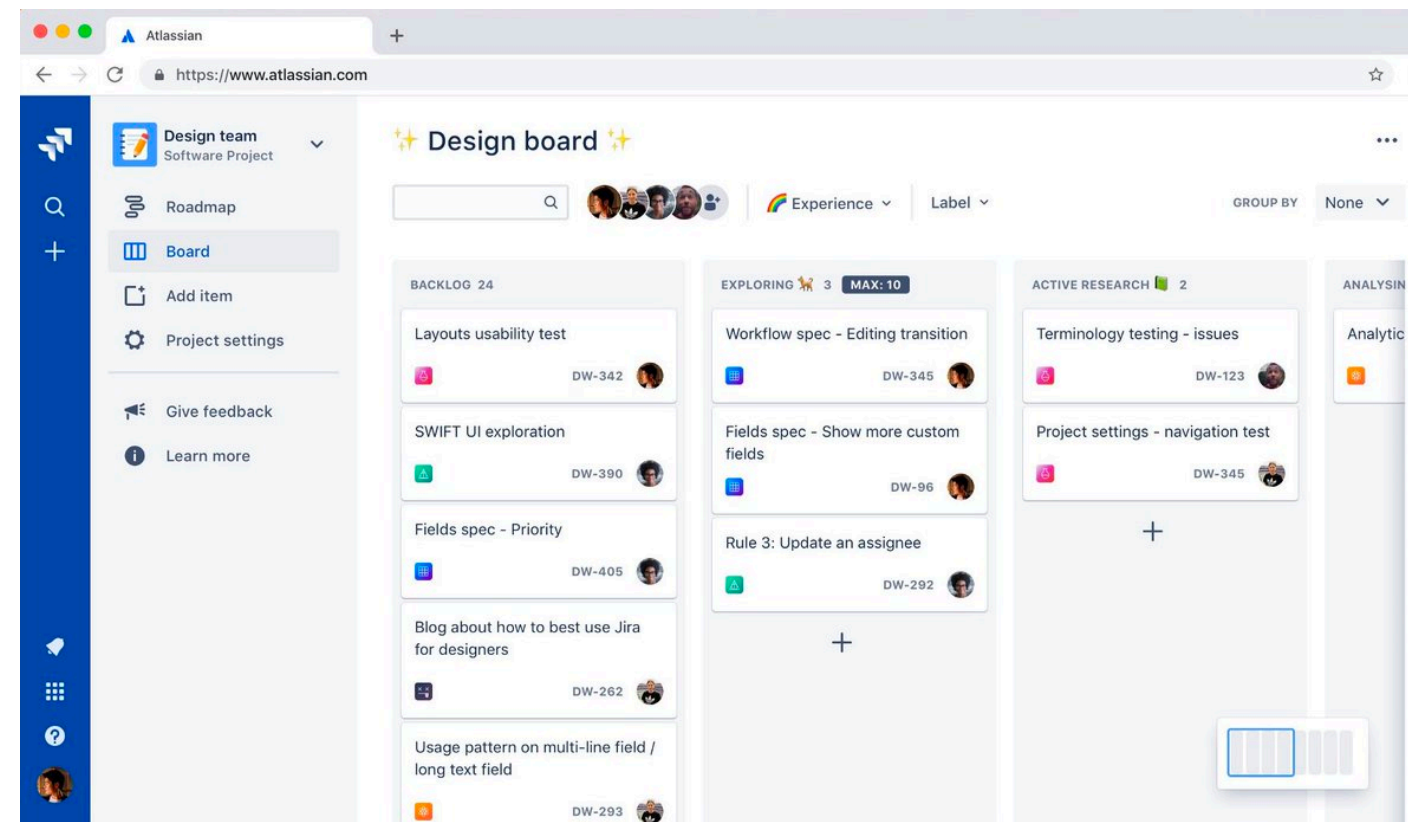 Atlassian
https://www.atlassian.com
Design team
Software Project
Roadmap
Board
Add item
Project settings
Give feedback
Learn more
✨ Design board ✨
Experience
Label
GROUP BY
None
BACKLOG 24
Layouts usability test
DW-342
SWIFT UI exploration
DW-390
Fields spec - Priority
DW-405
Blog about how to best use Jira
for designers
DW-262
Usage pattern on multi-line field /
long text field
DW-293
EXPLORING 🐕 3 MAX: 10
Workflow spec - Editing transition
DW-345
Fields spec - Show more custom
fields
DW-96
Rule 3: Update an assignee
DW-292
ACTIVE RESEARCH 📗 2
Terminology testing - issues
DW-123
Project settings - navigation test
DW-345
ANALYSIN
Analytic